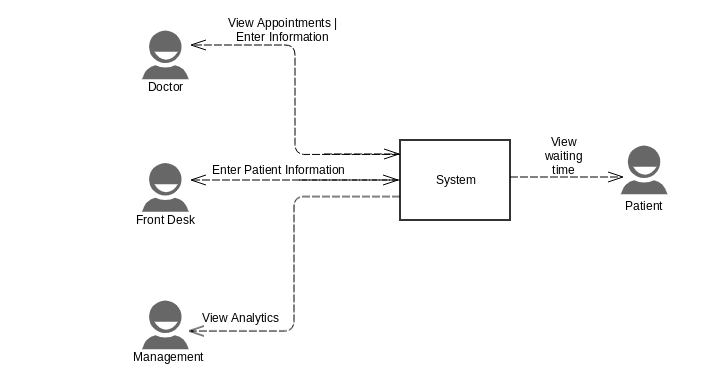 View Appointments |
Enter Information
Doctor
View
waiting
time
Enter Patient Information
System
Patient
Front Desk
View Analytics
Management